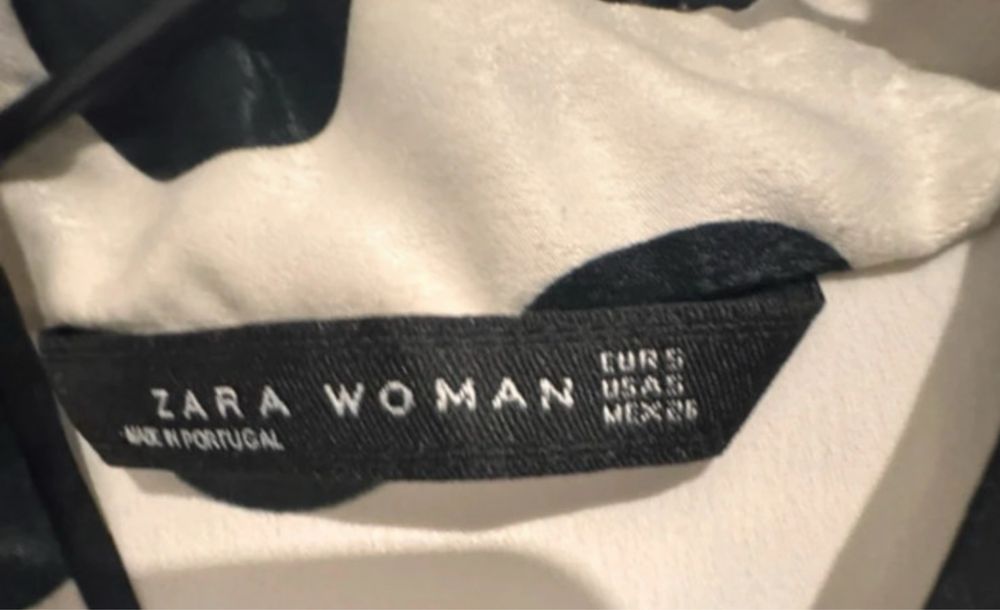 ZARA WOMAN
MADE IN PORTUGAL
EUR S
USA S
MEX 26